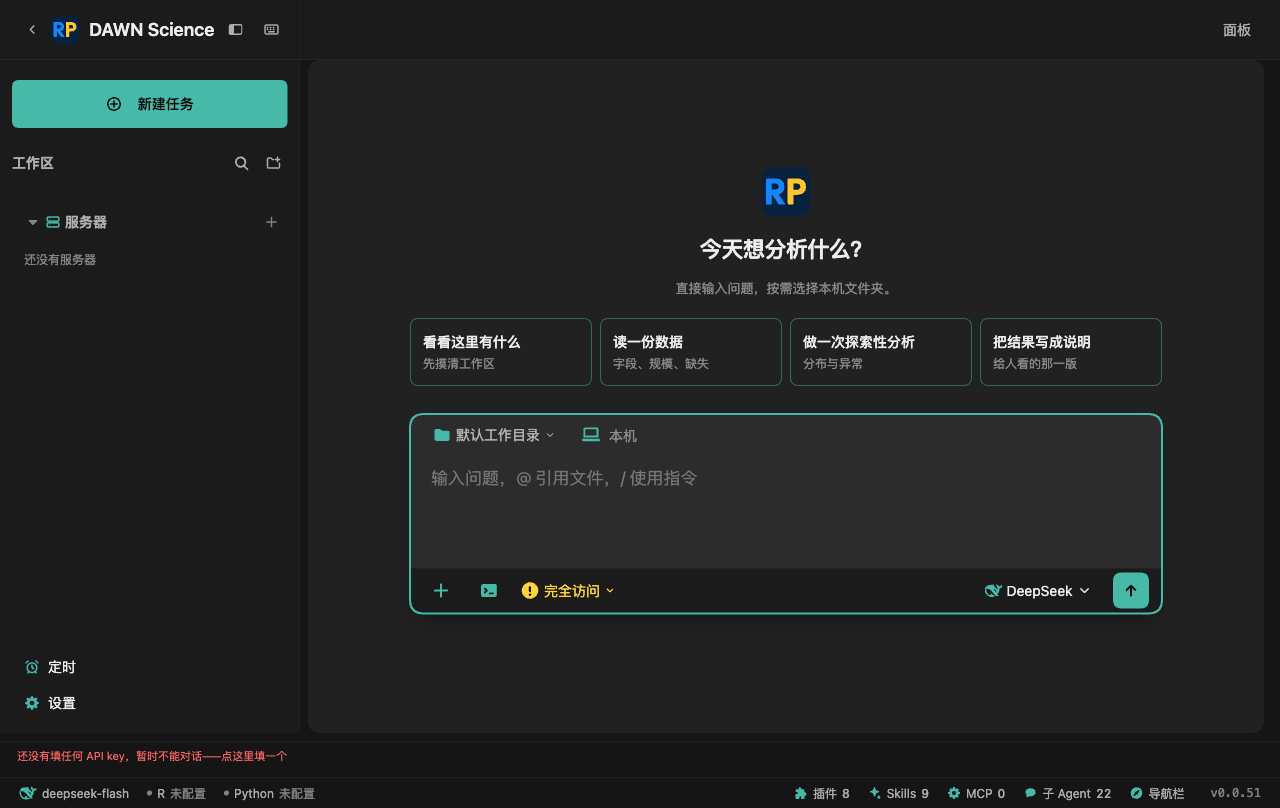 RP DAWN Science
面板
新建任务
工作区
服务器
还没有服务器
RP
今天想分析什么?
直接输入问题，按需选择本机文件夹。
看看这里有什么
先摸清工作区
读一份数据
字段、规模、缺失
做一次探索性分析
分布与异常
把结果写成说明
给人看的那一版
默认工作目录 本机
输入问题，@ 引用文件，/ 使用指令
完全访问 DeepSeek
定时
设置
还没有填任何 API key，暂时不能对话——点这里填一个
deepseek-flash R 未配置 Python 未配置 插件 8 Skills 9 MCP 0 子 Agent 22 导航栏 v0.0.51